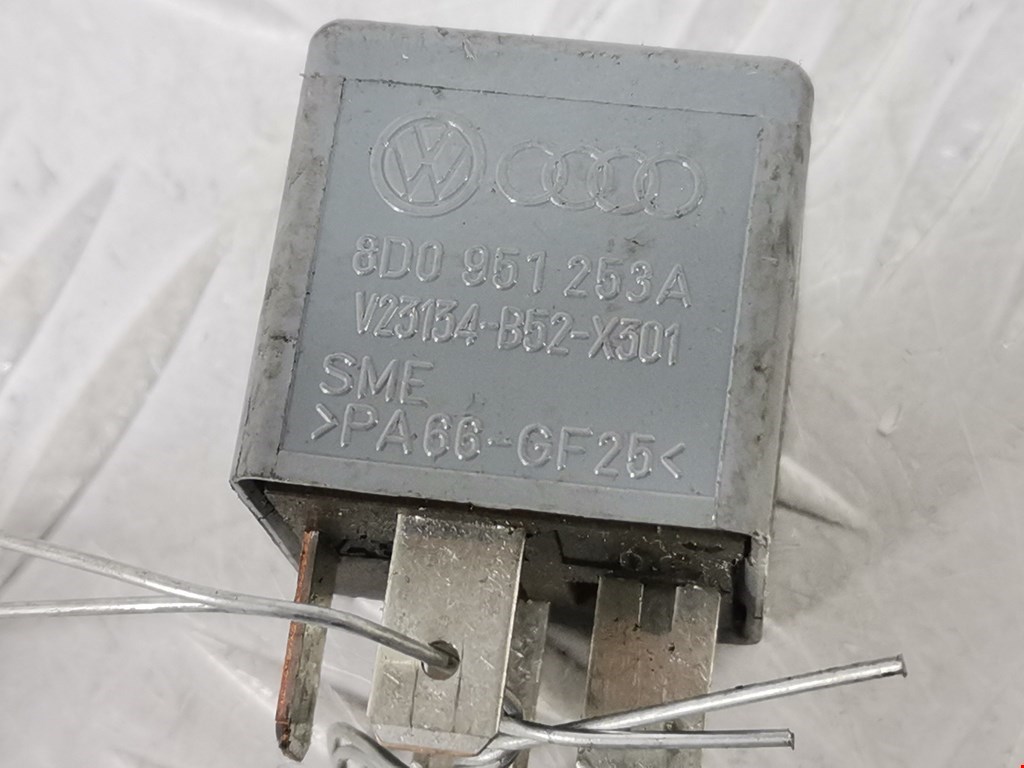 VW
8D0 951 253A
V23134-B52-X301
SME
>PA66-GF25<